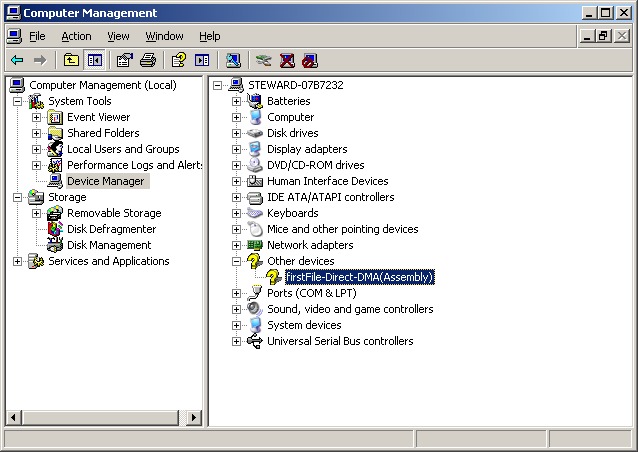 Computer Management
File Action View Window Help
Computer Management (Local)
System Tools
Event Viewer
Shared Folders
Local Users and Groups
Performance Logs and Alerts
Device Manager
Storage
Removable Storage
Disk Defragmenter
Disk Management
Services and Applications
STEWARD-07B7232
Batteries
Computer
Disk drives
Display adapters
DVD/CD-ROM drives
Human Interface Devices
IDE ATA/ATAPI controllers
Keyboards
Mice and other pointing devices
Network adapters
Other devices
firstFile-Direct-DMA(Assembly)
Ports (COM & LPT)
Sound, video and game controllers
System devices
Universal Serial Bus controllers